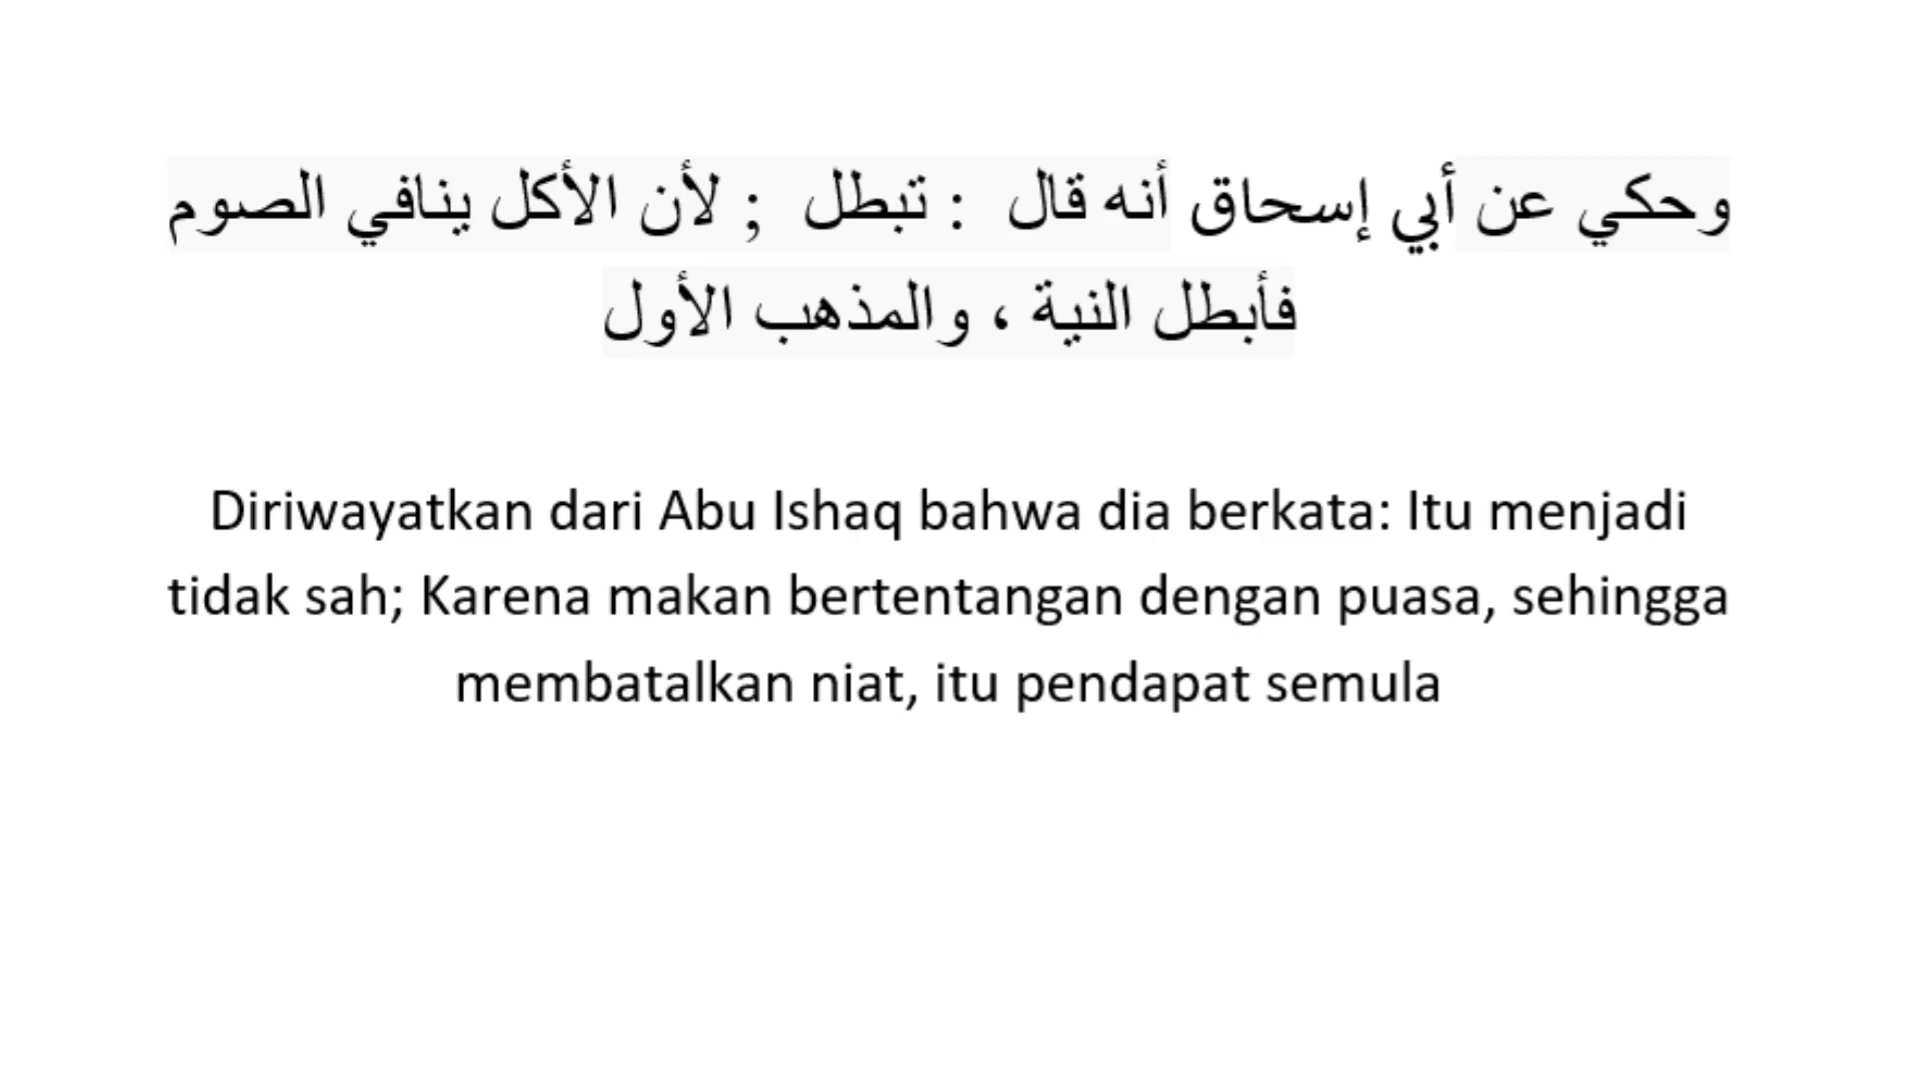 وحكي عن أبي إسحاق أنه قال : تبطل ; لأن الأكل ينافي الصوم
فأبطل النية ، والمذهب الأول
Diriwayatkan dari Abu Ishaq bahwa dia berkata: Itu menjadi
tidak sah; Karena makan bertentangan dengan puasa, sehingga
membatalkan niat, itu pendapat semula